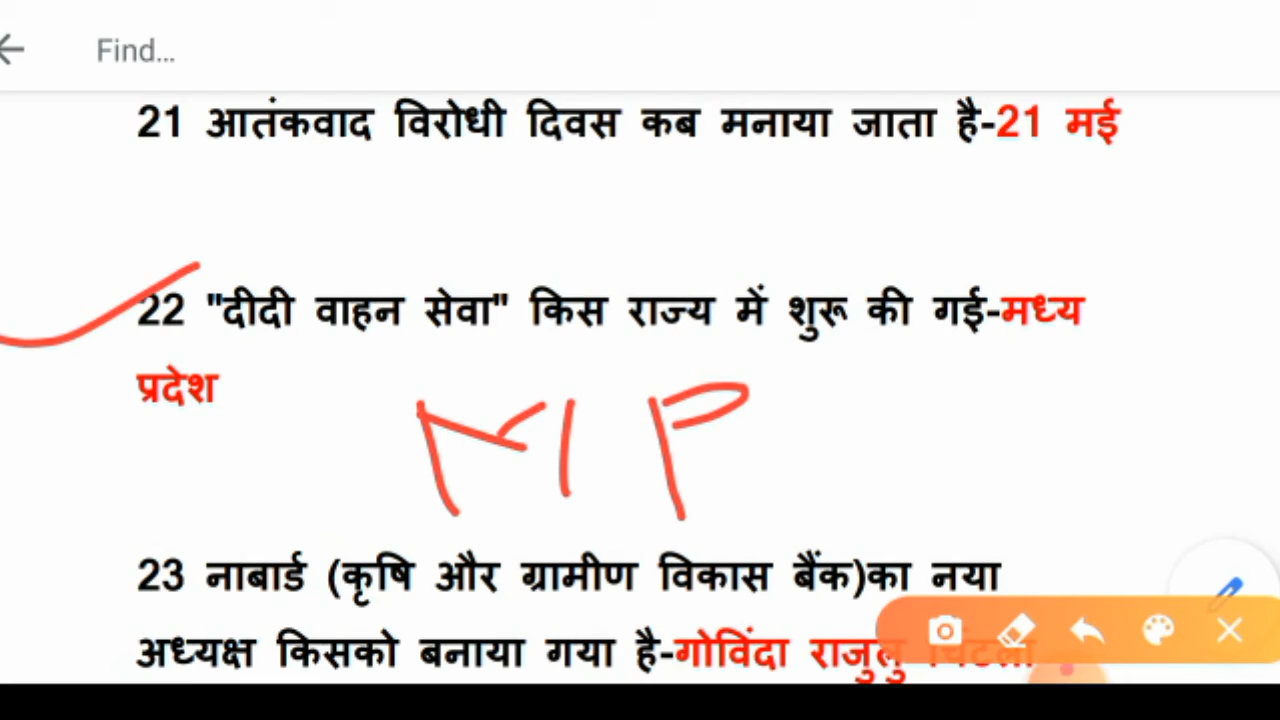 Find...
21 आतंकवाद विरोधी दिवस कब मनाया जाता है-21 मई
22 "दीदी वाहन सेवा" किस राज्य में शुरू की गई-मध्य
प्रदेश
MP
23 नाबार्ड (कृषि और ग्रामीण विकास बैंक)का नया
अध्यक्ष किसको बनाया गया है-गोविंदा राजुलु चिंटला